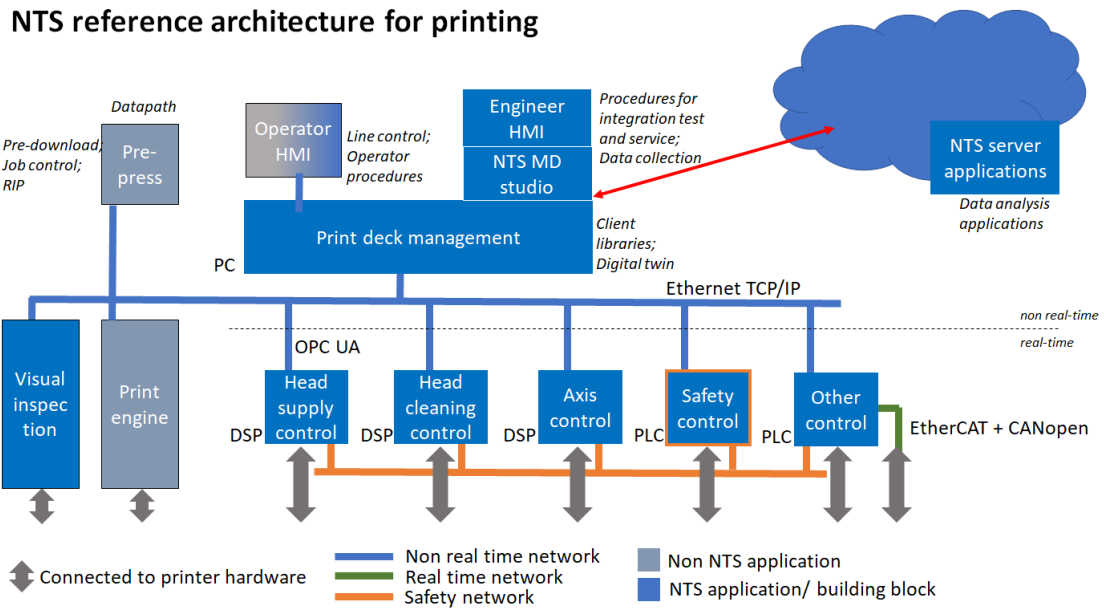 NTS reference architecture for printing
Datapath
Pre-download;
Job control;
RIP
Pre-
press
Operator
HMI
Line control;
Operator
procedures
Engineer
HMI
NTS MD
studio
Procedures for
integration test
and service;
Data collection
NTS server
applications
Data analysis
applications
Print deck management
Client
libraries;
Digital twin
PC
Ethernet TCP/IP
non real-time
real-time
OPC UA
Visual
inspec
tion
Print
engine
Head
supply
control
DSP
Head
cleaning
control
DSP
Axis
control
DSP
Safety
control
PLC
Other
control
PLC
EtherCAT + CANopen
Connected to printer hardware
Non real time network
Real time network
Safety network
Non NTS application
NTS application/ building block